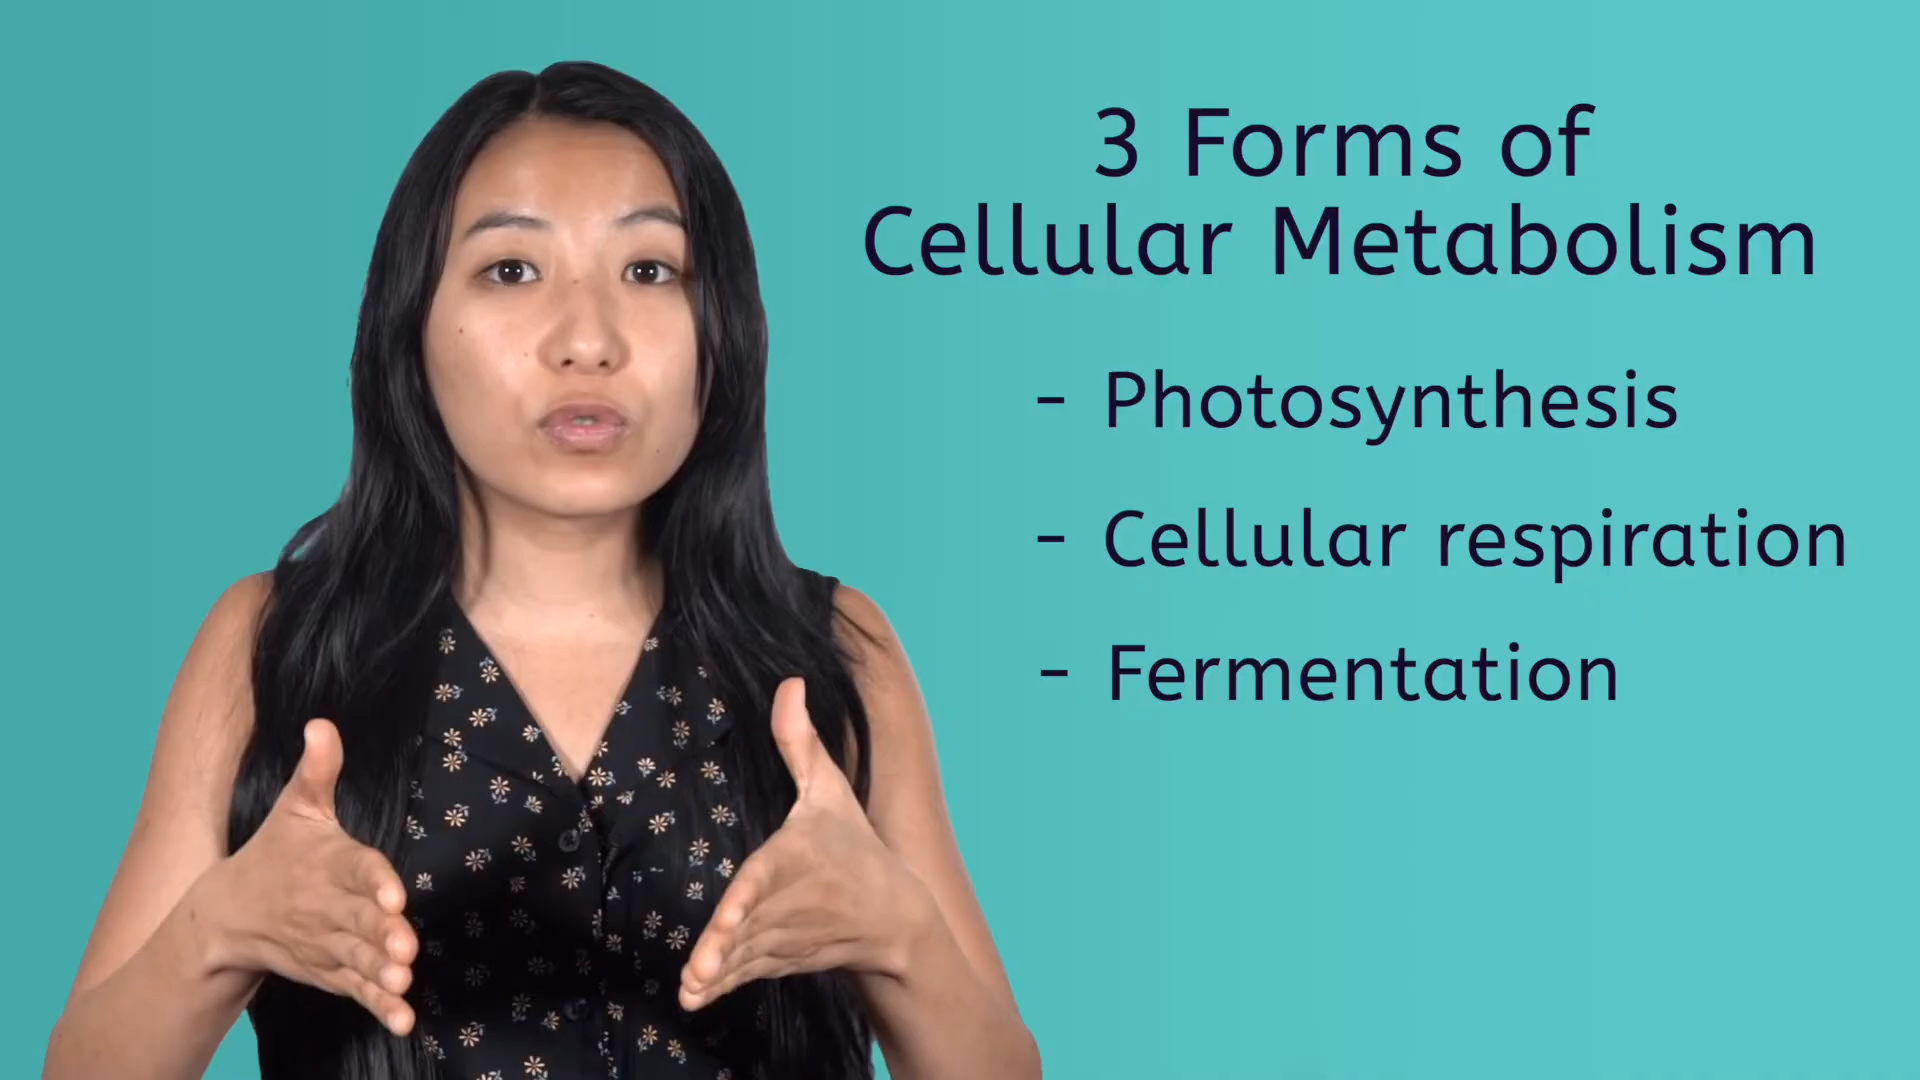 3 Forms of
Cellular Metabolism
- Photosynthesis
- Cellular respiration
- Fermentation